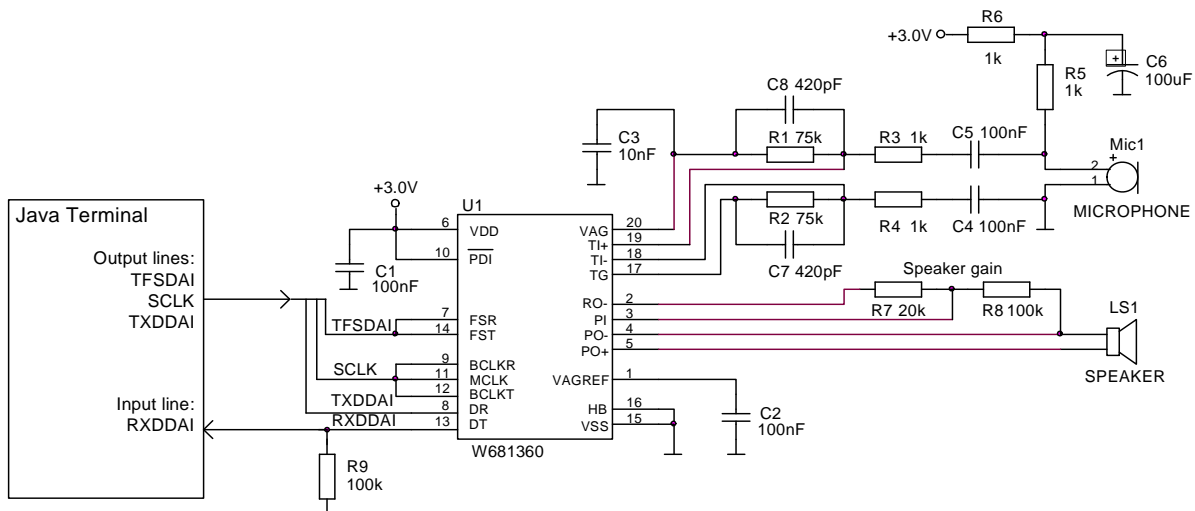 R6
+3.0V
1k
R5
1k
+
C6
100uF
C8 420pF
C3
10nF
R1 75k
R3 1k
C5 100nF
Mic1
+
2
1
MICROPHONE
R2 75k
R4 1k
C4 100nF
C7 420pF
Java Terminal
Output lines:
TFSDAI
SCLK
TXDDAI
Input line:
RXDDAI
+3.0V
C1
100nF
U1
6 VDD
10 PDI
7 FSR
14 FST
9 BCLKR
11 MCLK
12 BCLKT
8 DR
13 DT
TFSDAI
SCLK
TXDDAI
RXDDAI
VAG 20
TI+ 19
TI- 18
TG 17
RO- 2
PI 3
PO- 4
PO+ 5
VAGREF 1
HB 16
VSS 15
W681360
Speaker gain
R7 20k
R8 100k
LS1
SPEAKER
C2
100nF
R9
100k